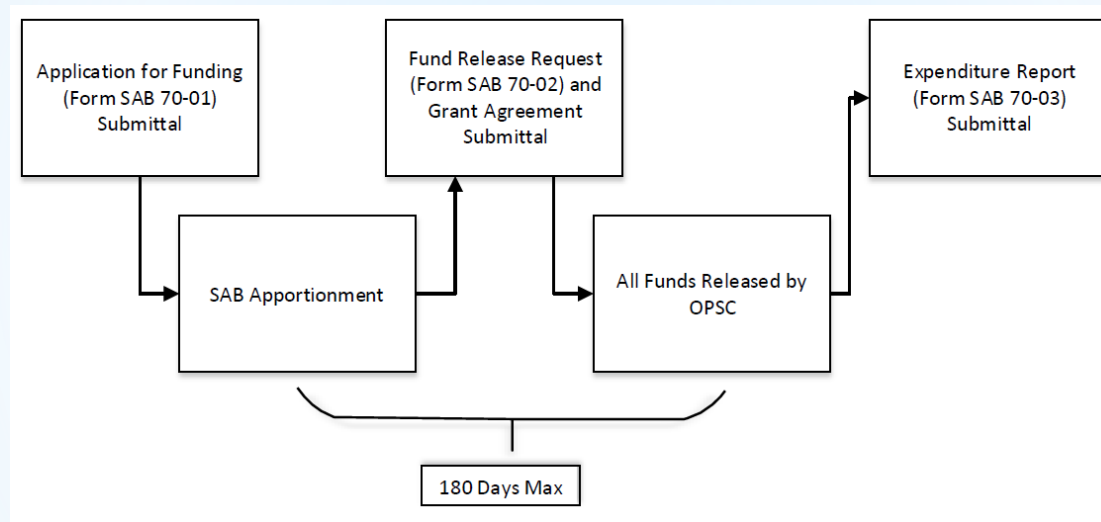 Application for Funding
(Form SAB 70-01)
Submittal
SAB Apportionment
Fund Release Request
(Form SAB 70-02) and
Grant Agreement
Submittal
All Funds Released by
OPSC
Expenditure Report
(Form SAB 70-03)
Submittal
180 Days Max